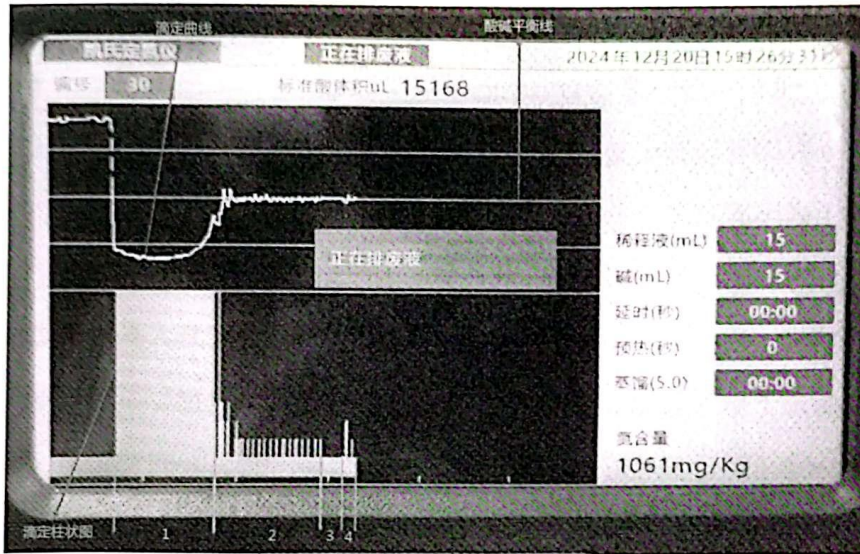 滴定曲线
酸碱平衡线
凯氏定氮仪
正在排废液
2024年12月20日15时26分31秒
偏移 30
标准酸体积uL 15168
正在排废液
稀释液(mL) 15
碱(mL) 15
延时(秒) 00:00
预热(秒) 0
蒸馏(5.0) 00:00
氮含量
1061mg/Kg
滴定柱状图
1 2 3 4